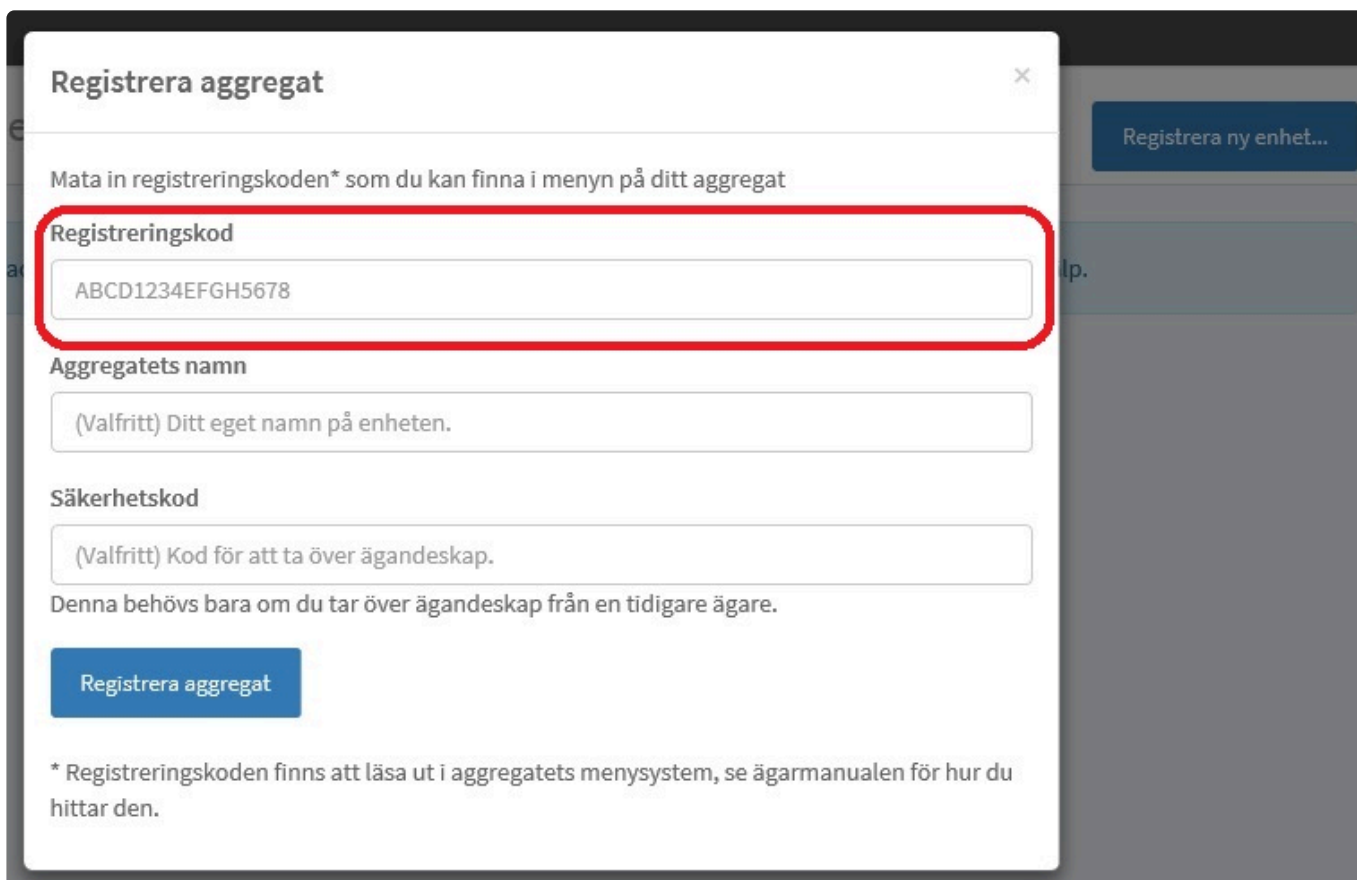 Registrera aggregat
×
Registrera ny enhet...
Mata in registreringskoden* som du kan finna i menyn på ditt aggregat
Registreringskod
ABCD1234EFGH5678
lp.
Aggregatets namn
(Valfritt) Ditt eget namn på enheten.
Säkerhetskod
(Valfritt) Kod för att ta över ägandeskap.
Denna behövs bara om du tar över ägandeskap från en tidigare ägare.
Registrera aggregat
* Registreringskoden finns att läsa ut i aggregatets menysystem, se ägarmanualen för hur du
hittar den.